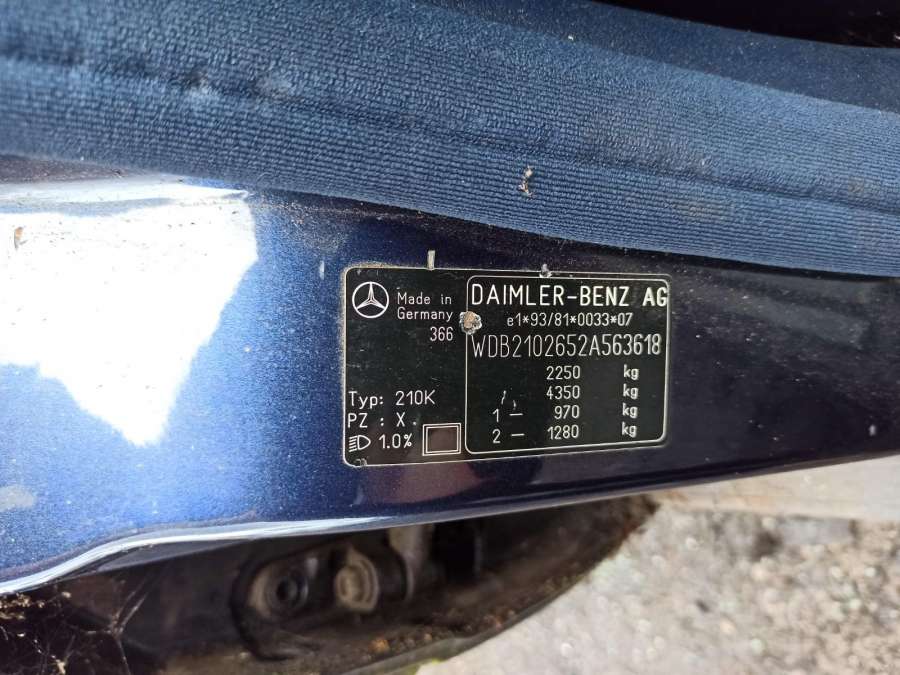 Made in
Germany
366
Typ: 210K
PZ : X
1.0%
DAIMLER-BENZ AG
e1*93/81*0033*07
WDB2102652A563618
2250 kg
4350 kg
1 – 970 kg
2 – 1280 kg